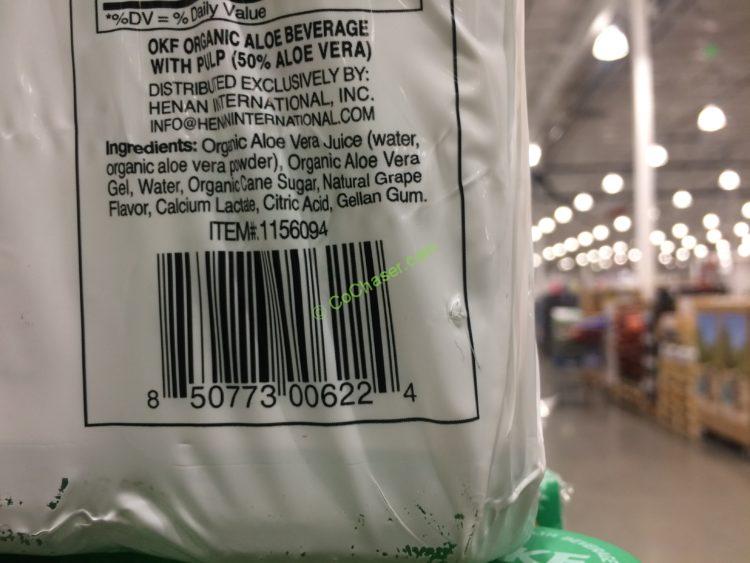 *%DV = % Daily Value
OKF ORGANIC ALOE BEVERAGE
WITH PULP (50% ALOE VERA)
DISTRIBUTED EXCLUSIVELY BY:
HENAN INTERNATIONAL, INC.
INFO@HENNINTERNATIONAL.COM
Ingredients: Organic Aloe Vera Juice (water,
organic aloe vera powder), Organic Aloe Vera
Gel, Water, Organic Cane Sugar, Natural Grape
Flavor, Calcium Lactate, Citric Acid, Gellan Gum.
ITEM#: 1156094
© CoChaser.com
8 50773 00622 4